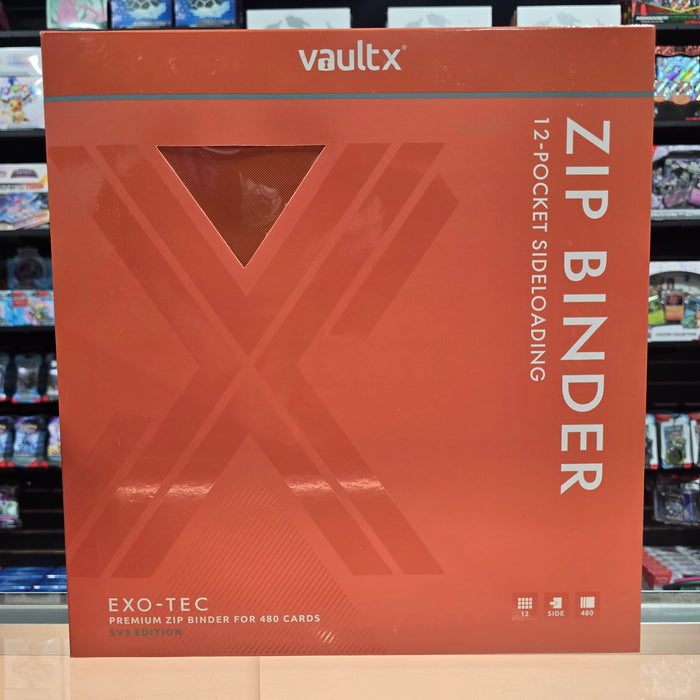 vaultx®
ZIP BINDER
12-POCKET SIDELOADING
EXO-TEC
PREMIUM ZIP BINDER FOR 480 CARDS
SV3 EDITION
12
SIDE
480